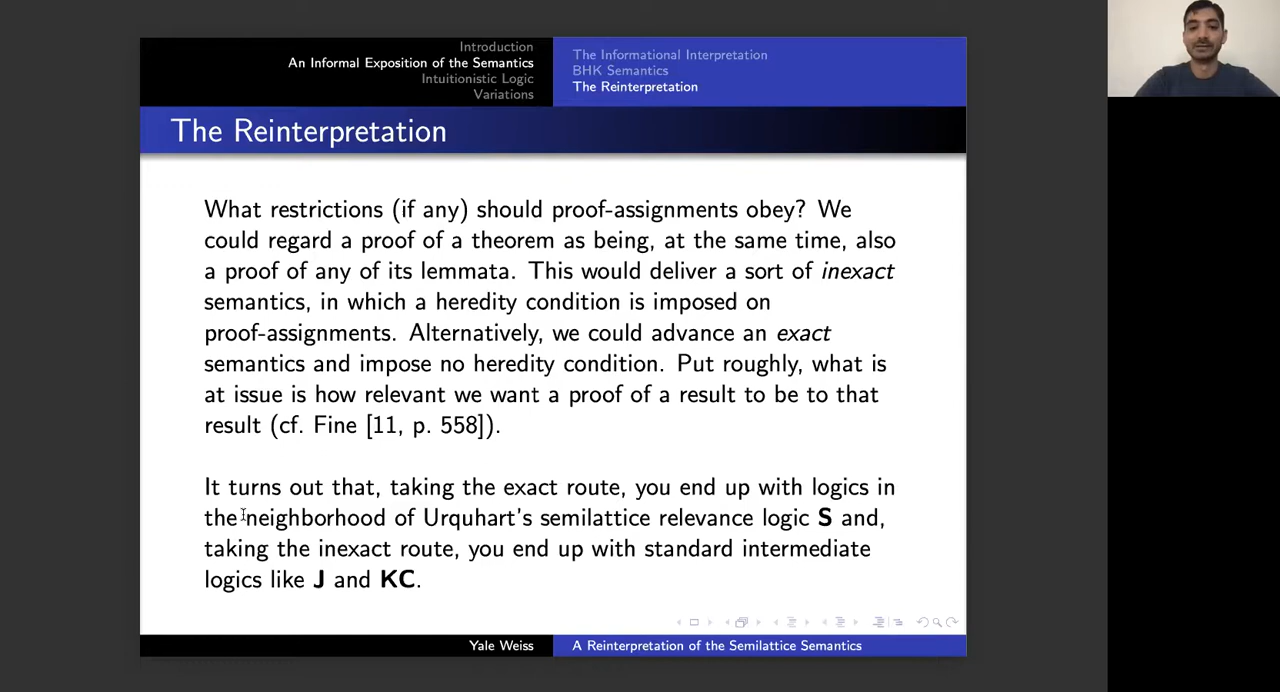 Introduction
An Informal Exposition of the Semantics
Intuitionistic Logic
Variations
The Informational Interpretation
BHK Semantics
The Reinterpretation
The Reinterpretation
What restrictions (if any) should proof-assignments obey? We
could regard a proof of a theorem as being, at the same time, also
a proof of any of its lemmata. This would deliver a sort of inexact
semantics, in which a heredity condition is imposed on
proof-assignments. Alternatively, we could advance an exact
semantics and impose no heredity condition. Put roughly, what is
at issue is how relevant we want a proof of a result to be to that
result (cf. Fine [11, p. 558]).
It turns out that, taking the exact route, you end up with logics in
the neighborhood of Urquhart's semilattice relevance logic S and,
taking the inexact route, you end up with standard intermediate
logics like J and KC.
Yale Weiss
A Reinterpretation of the Semilattice Semantics